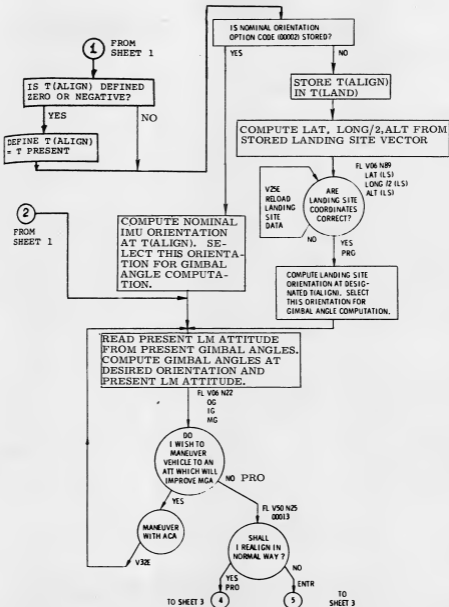 1
FROM
SHEET 1
IS T(ALIGN) DEFINED
ZERO OR NEGATIVE?
YES
NO
DEFINE T(ALIGN)
= T PRESENT
IS NOMINAL ORIENTATION
OPTION CODE (00002) STORED?
YES
NO
STORE T(ALIGN)
IN T(LAND)
COMPUTE LAT, LONG/2,ALT FROM
STORED LANDING SITE VECTOR
FL V06 N89
LAT (LS)
LONG /2 (LS)
ALT (LS)
V25E
RELOAD
LANDING
SITE
DATA
ARE
LANDING SITE
COORDINATES
CORRECT?
NO
YES
PRG
2
FROM
SHEET 1
COMPUTE NOMINAL
IMU ORIENTATION
AT T(ALIGN). SE-
LECT THIS ORIENTA-
TION FOR GIMBAL
ANGLE COMPUTA-
TION.
COMPUTE LANDING SITE
ORIENTATION AT DESIG-
NATED T(ALIGN). SELECT
THIS ORIENTATION FOR
GIMBAL ANGLE COMPUTATION.
READ PRESENT LM ATTITUDE
FROM PRESENT GIMBAL ANGLES.
COMPUTE GIMBAL ANGLES AT
DESIRED ORIENTATION AND
PRESENT LM ATTITUDE.
FL V06 N22
OG
IG
MG
DO
I WISH TO
MANEUVER
VEHICLE TO AN
ATT WHICH WILL
IMPROVE MGA
NO PRO
YES
FL V50 N25
00013
MANEUVER
WITH ACA
V32E
SHALL
I REALIGN IN
NORMAL WAY ?
YES
PRO
NO
ENTR
TO SHEET 3
4
5
TO
SHEET 3